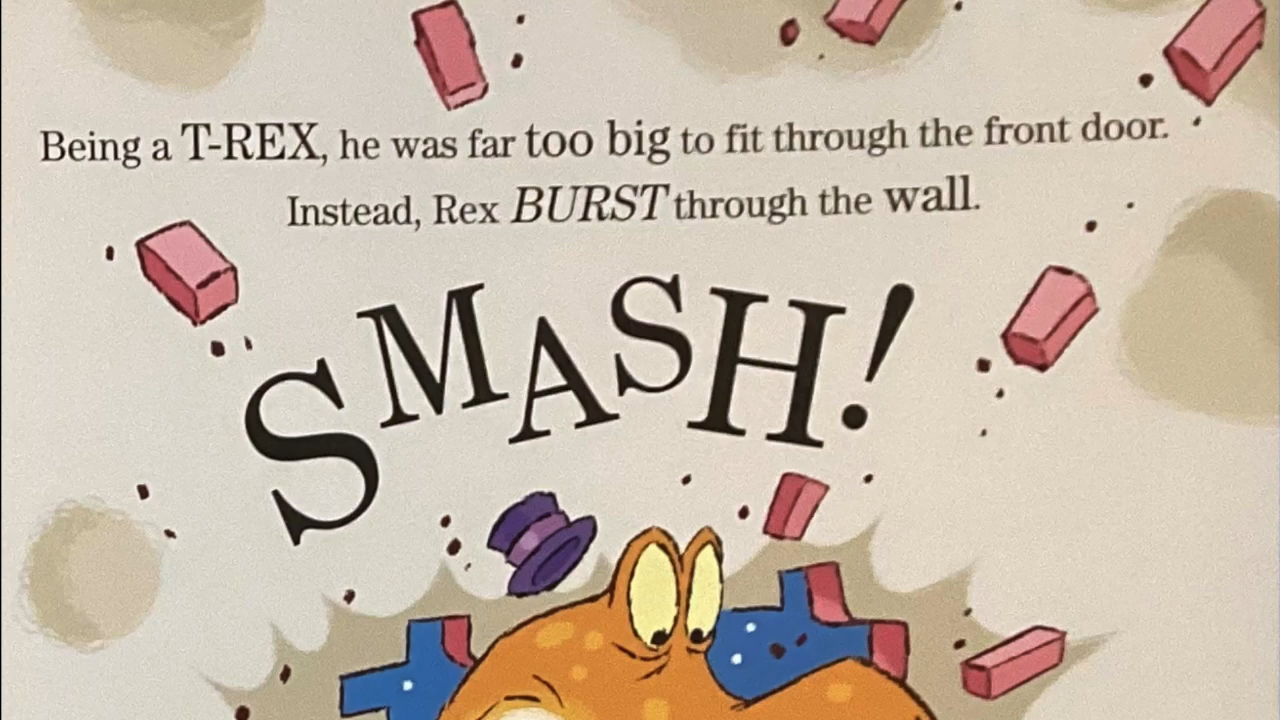 Being a T-REX, he was far too big to fit through the front door.
Instead, Rex BURST through the wall.
SMASH!